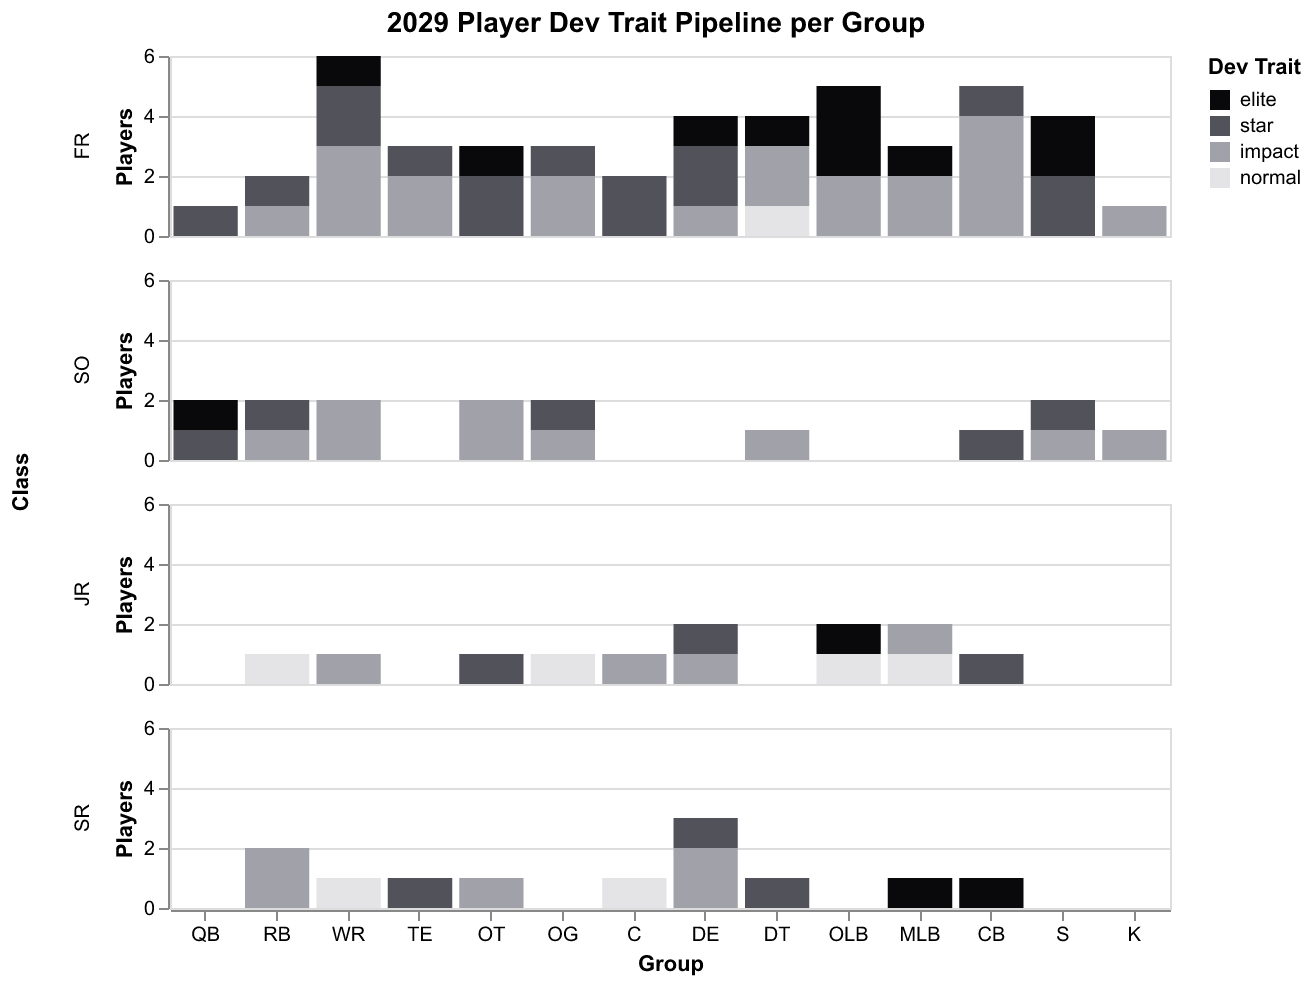 2029 Player Dev Trait Pipeline per Group
Dev Trait
elite
star
impact
normal
Class
FR
Players
6
4
2
0
SO
Players
6
4
2
0
JR
Players
6
4
2
0
SR
Players
6
4
2
0
QB RB WR TE OT OG C DE DT OLB MLB CB S K
Group